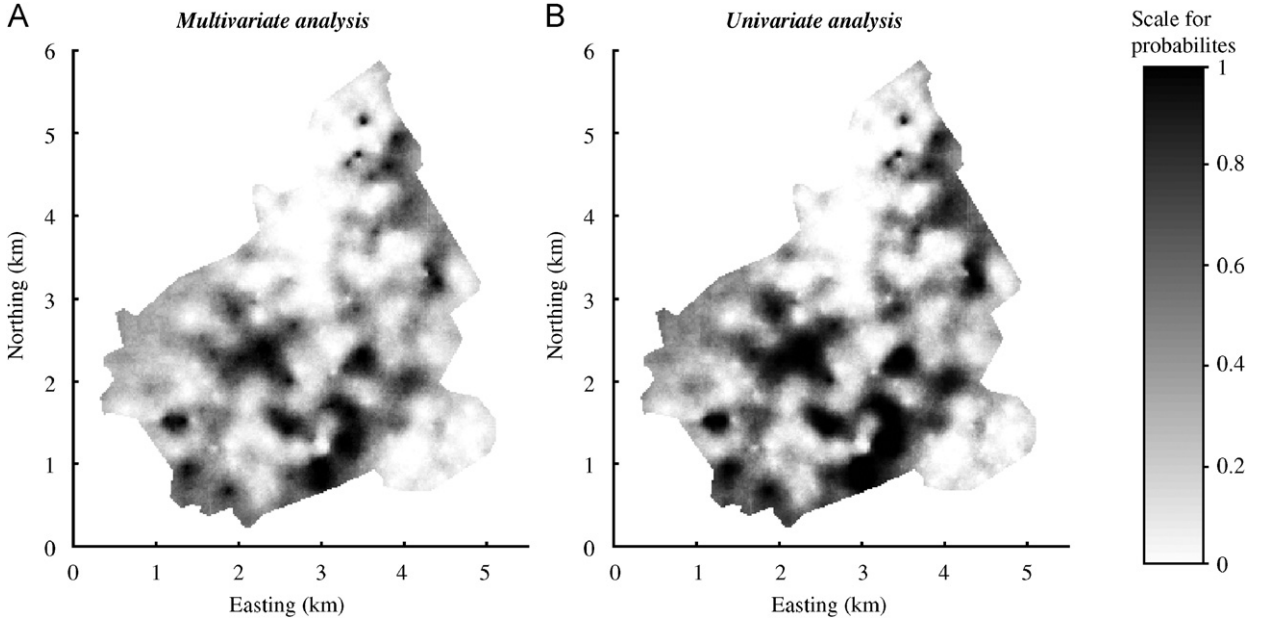 A
Multivariate analysis
6
5
4
3
2
1
0
Northing (km)
0 1 2 3 4 5
Easting (km)
B
Univariate analysis
6
5
4
3
2
1
0
Northing (km)
0 1 2 3 4 5
Easting (km)
Scale for
probabilites
1
0.8
0.6
0.4
0.2
0